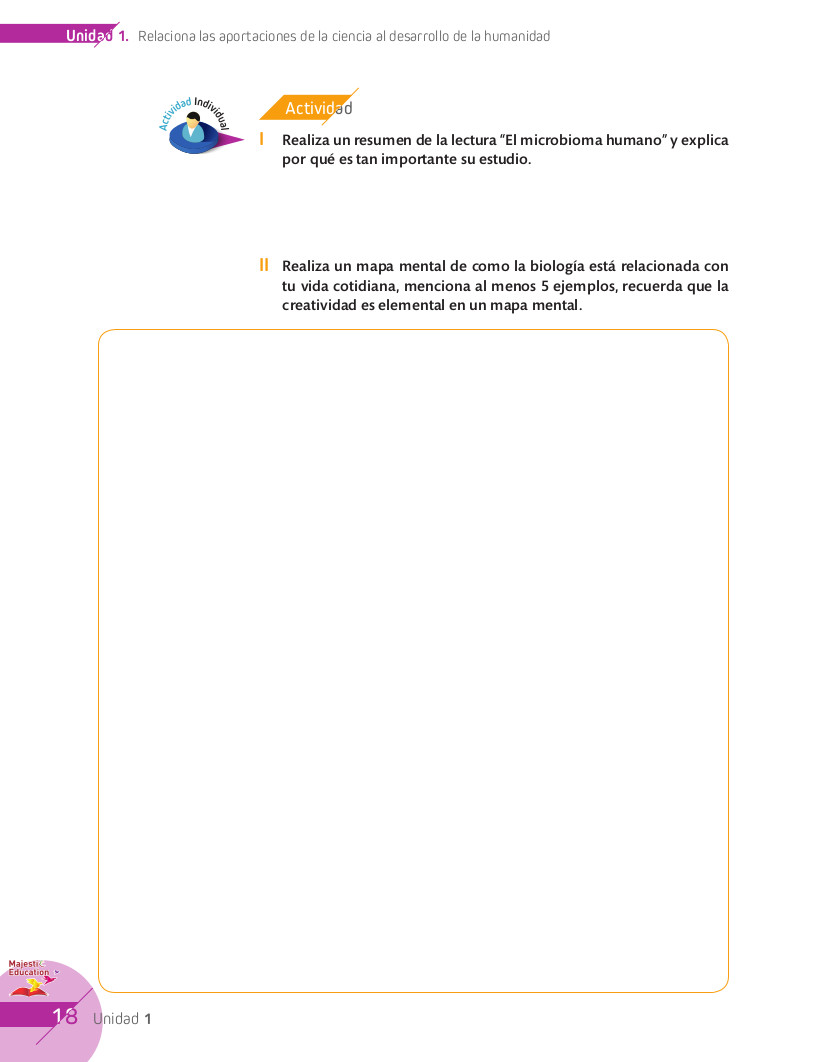 Unidad 1. Relaciona las aportaciones de la ciencia al desarrollo de la humanidad
Actividad Individual
Actividad
I Realiza un resumen de la lectura “El microbioma humano” y explica
por qué es tan importante su estudio.
II Realiza un mapa mental de como la biología está relacionada con
tu vida cotidiana, menciona al menos 5 ejemplos, recuerda que la
creatividad es elemental en un mapa mental.
Majestic
Education
18 Unidad 1